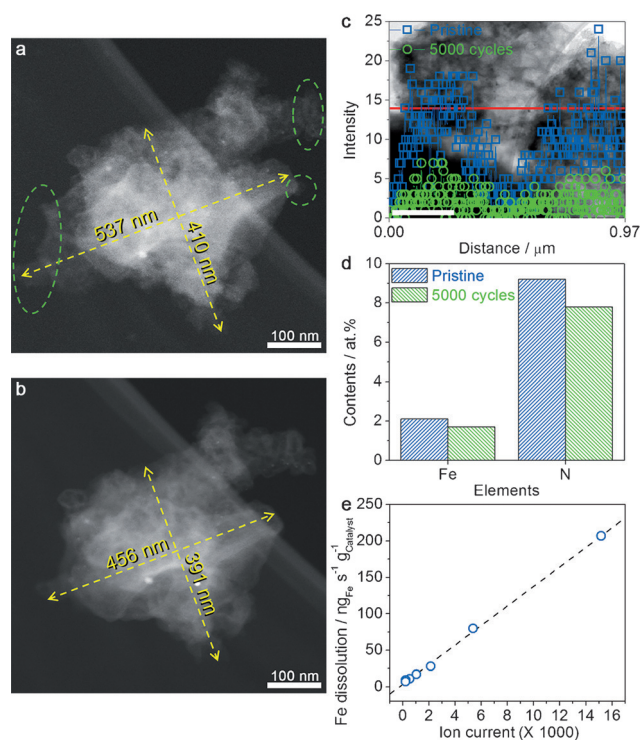 a
537 nm
410 nm
100 nm
b
456 nm
391 nm
100 nm
c
Pristine
5000 cycles
25
20
15
10
5
0
Intensity
0.00
0.97
Distance / μm
d
Pristine
5000 cycles
10
8
6
4
2
0
Contents / at.%
Fe
N
Elements
e
250
200
150
100
50
0
Fe dissolution / ng_Fe s⁻¹ g⁻¹_Catalyst
0 2 4 6 8 10 12 14 16
Ion current (X 1000)